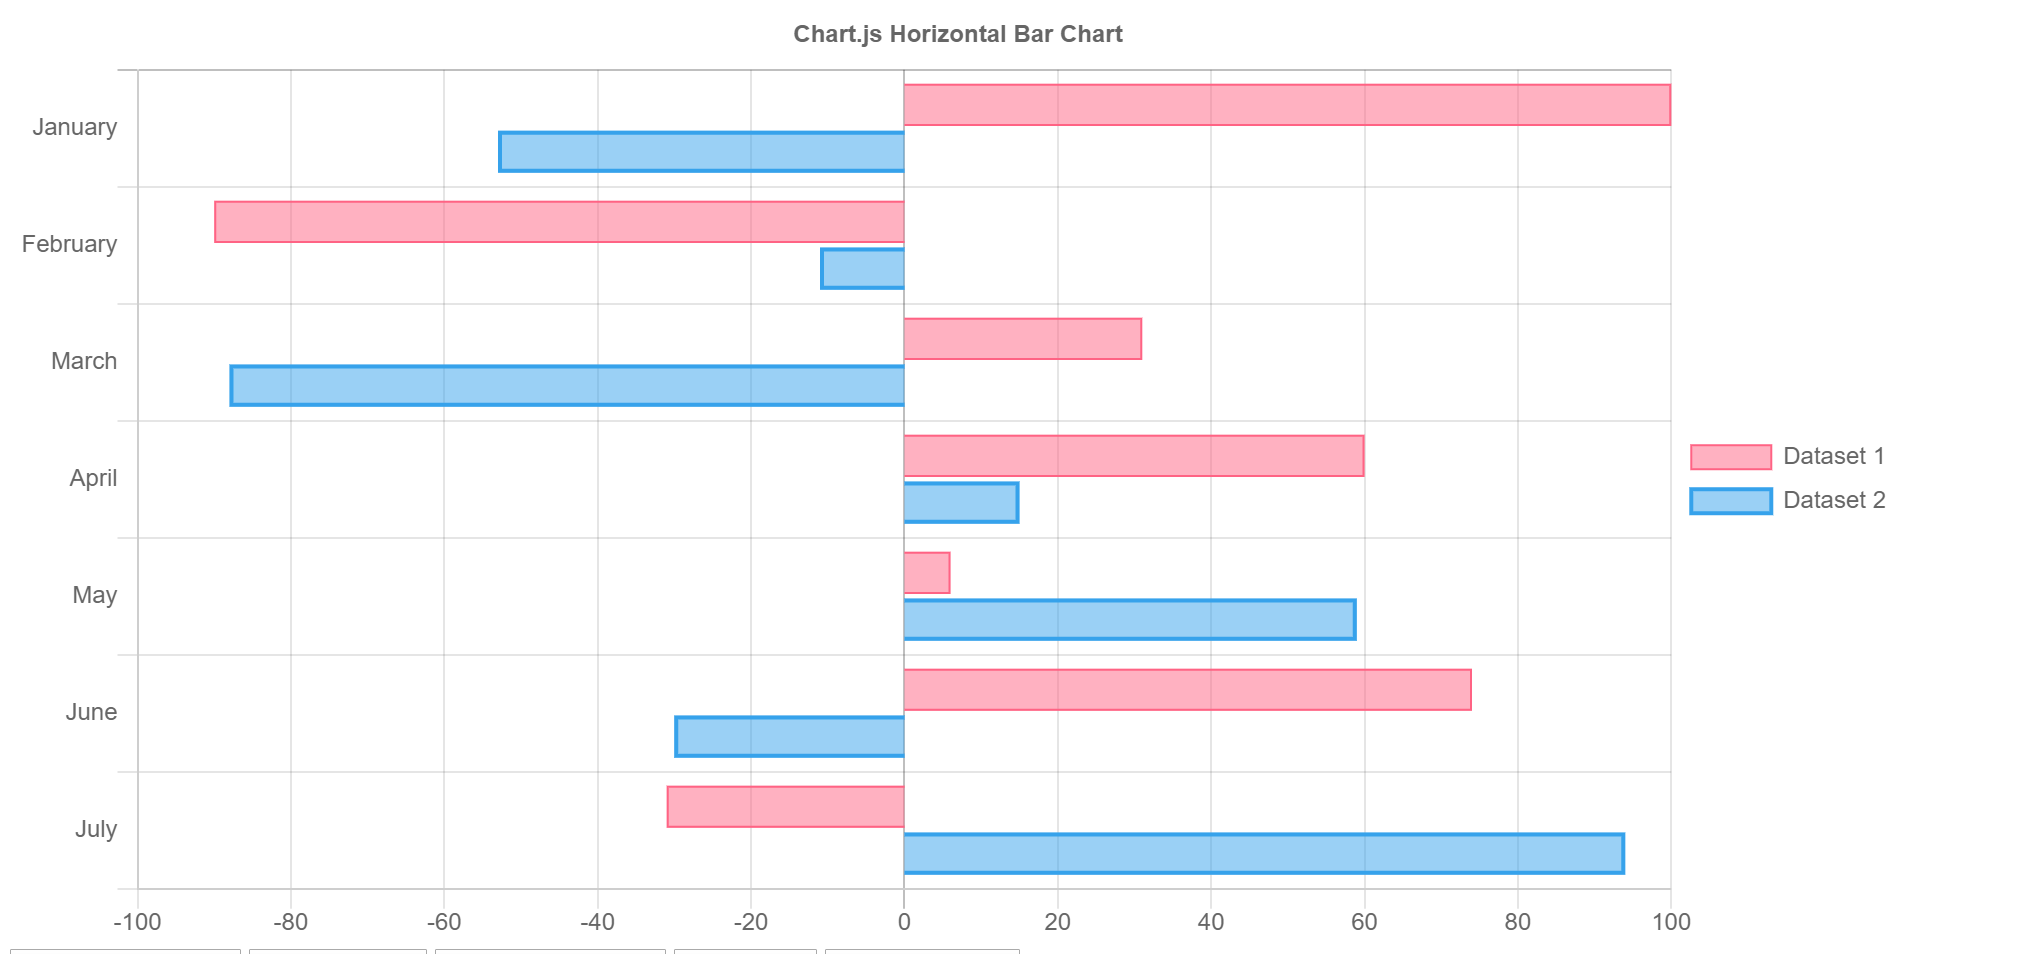 Chart.js Horizontal Bar Chart
January
February
March
April
May
June
July
Dataset 1
Dataset 2
-100 -80 -60 -40 -20 0 20 40 60 80 100